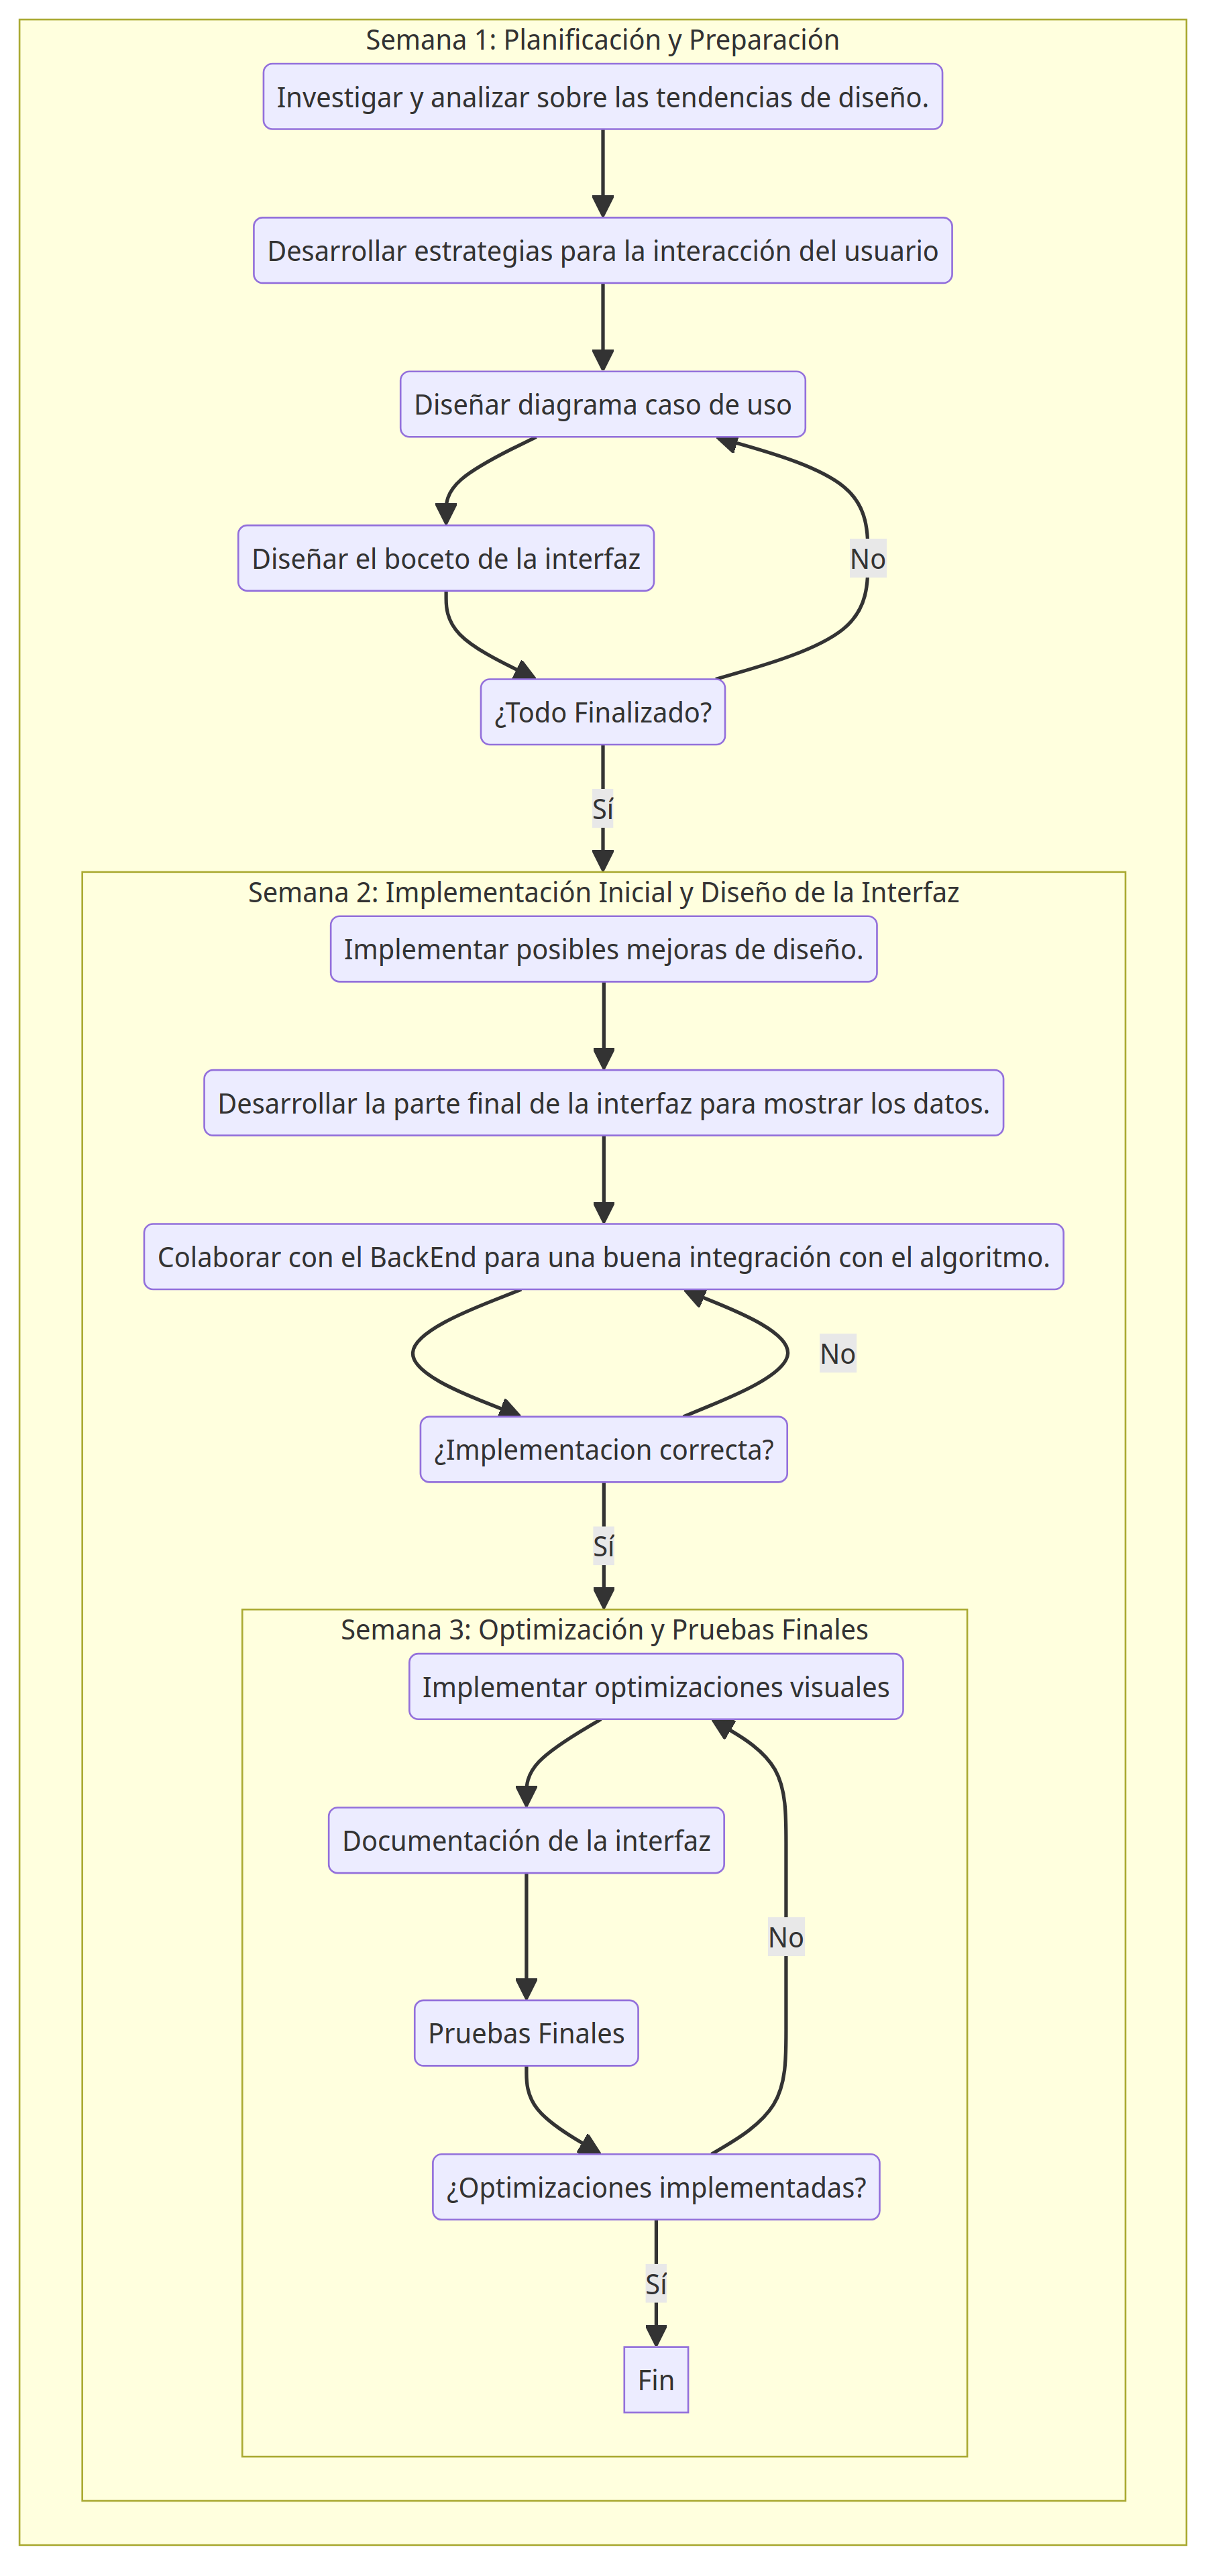 Semana 1: Planificación y Preparación
Investigar y analizar sobre las tendencias de diseño.
Desarrollar estrategias para la interacción del usuario
Diseñar diagrama caso de uso
Diseñar el boceto de la interfaz
No
¿Todo Finalizado?
Sí
Semana 2: Implementación Inicial y Diseño de la Interfaz
Implementar posibles mejoras de diseño.
Desarrollar la parte final de la interfaz para mostrar los datos.
Colaborar con el BackEnd para una buena integración con el algoritmo.
No
¿Implementacion correcta?
Sí
Semana 3: Optimización y Pruebas Finales
Implementar optimizaciones visuales
Documentación de la interfaz
No
Pruebas Finales
¿Optimizaciones implementadas?
Sí
Fin